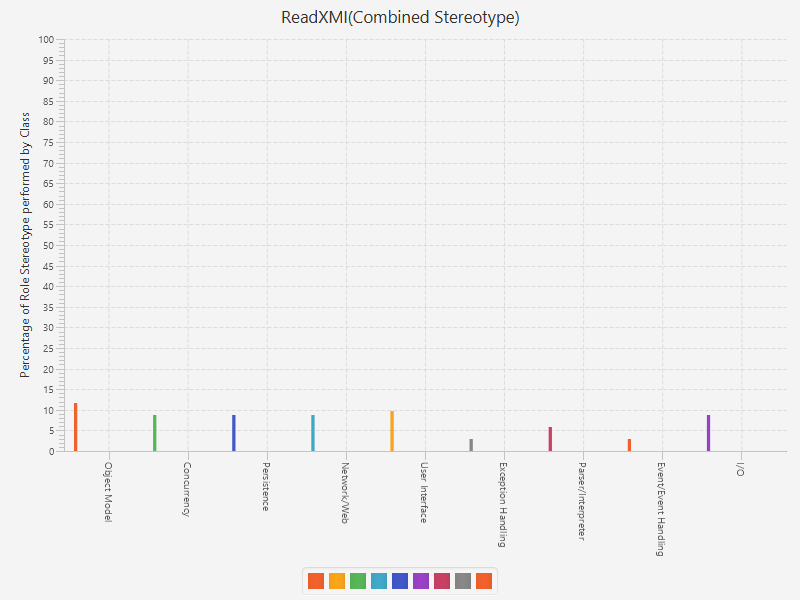 ReadXMI(Combined Stereotype)
Percentage of Role Stereotype performed by Class
100
95
90
85
80
75
70
65
60
55
50
45
40
35
30
25
20
15
10
5
0
Object Model
Concurrency
Persistence
Network/Web
User Interface
Exception Handling
Parser/Interpreter
Event/Event Handling
I/O